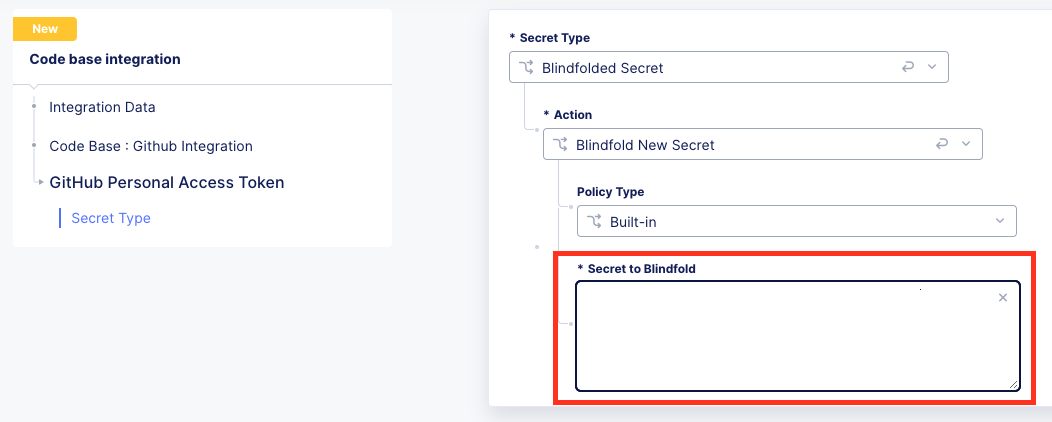 New
Code base integration
Integration Data
Code Base : Github Integration
GitHub Personal Access Token
Secret Type
* Secret Type
Blindfolded Secret
* Action
Blindfold New Secret
Policy Type
Built-in
* Secret to Blindfold